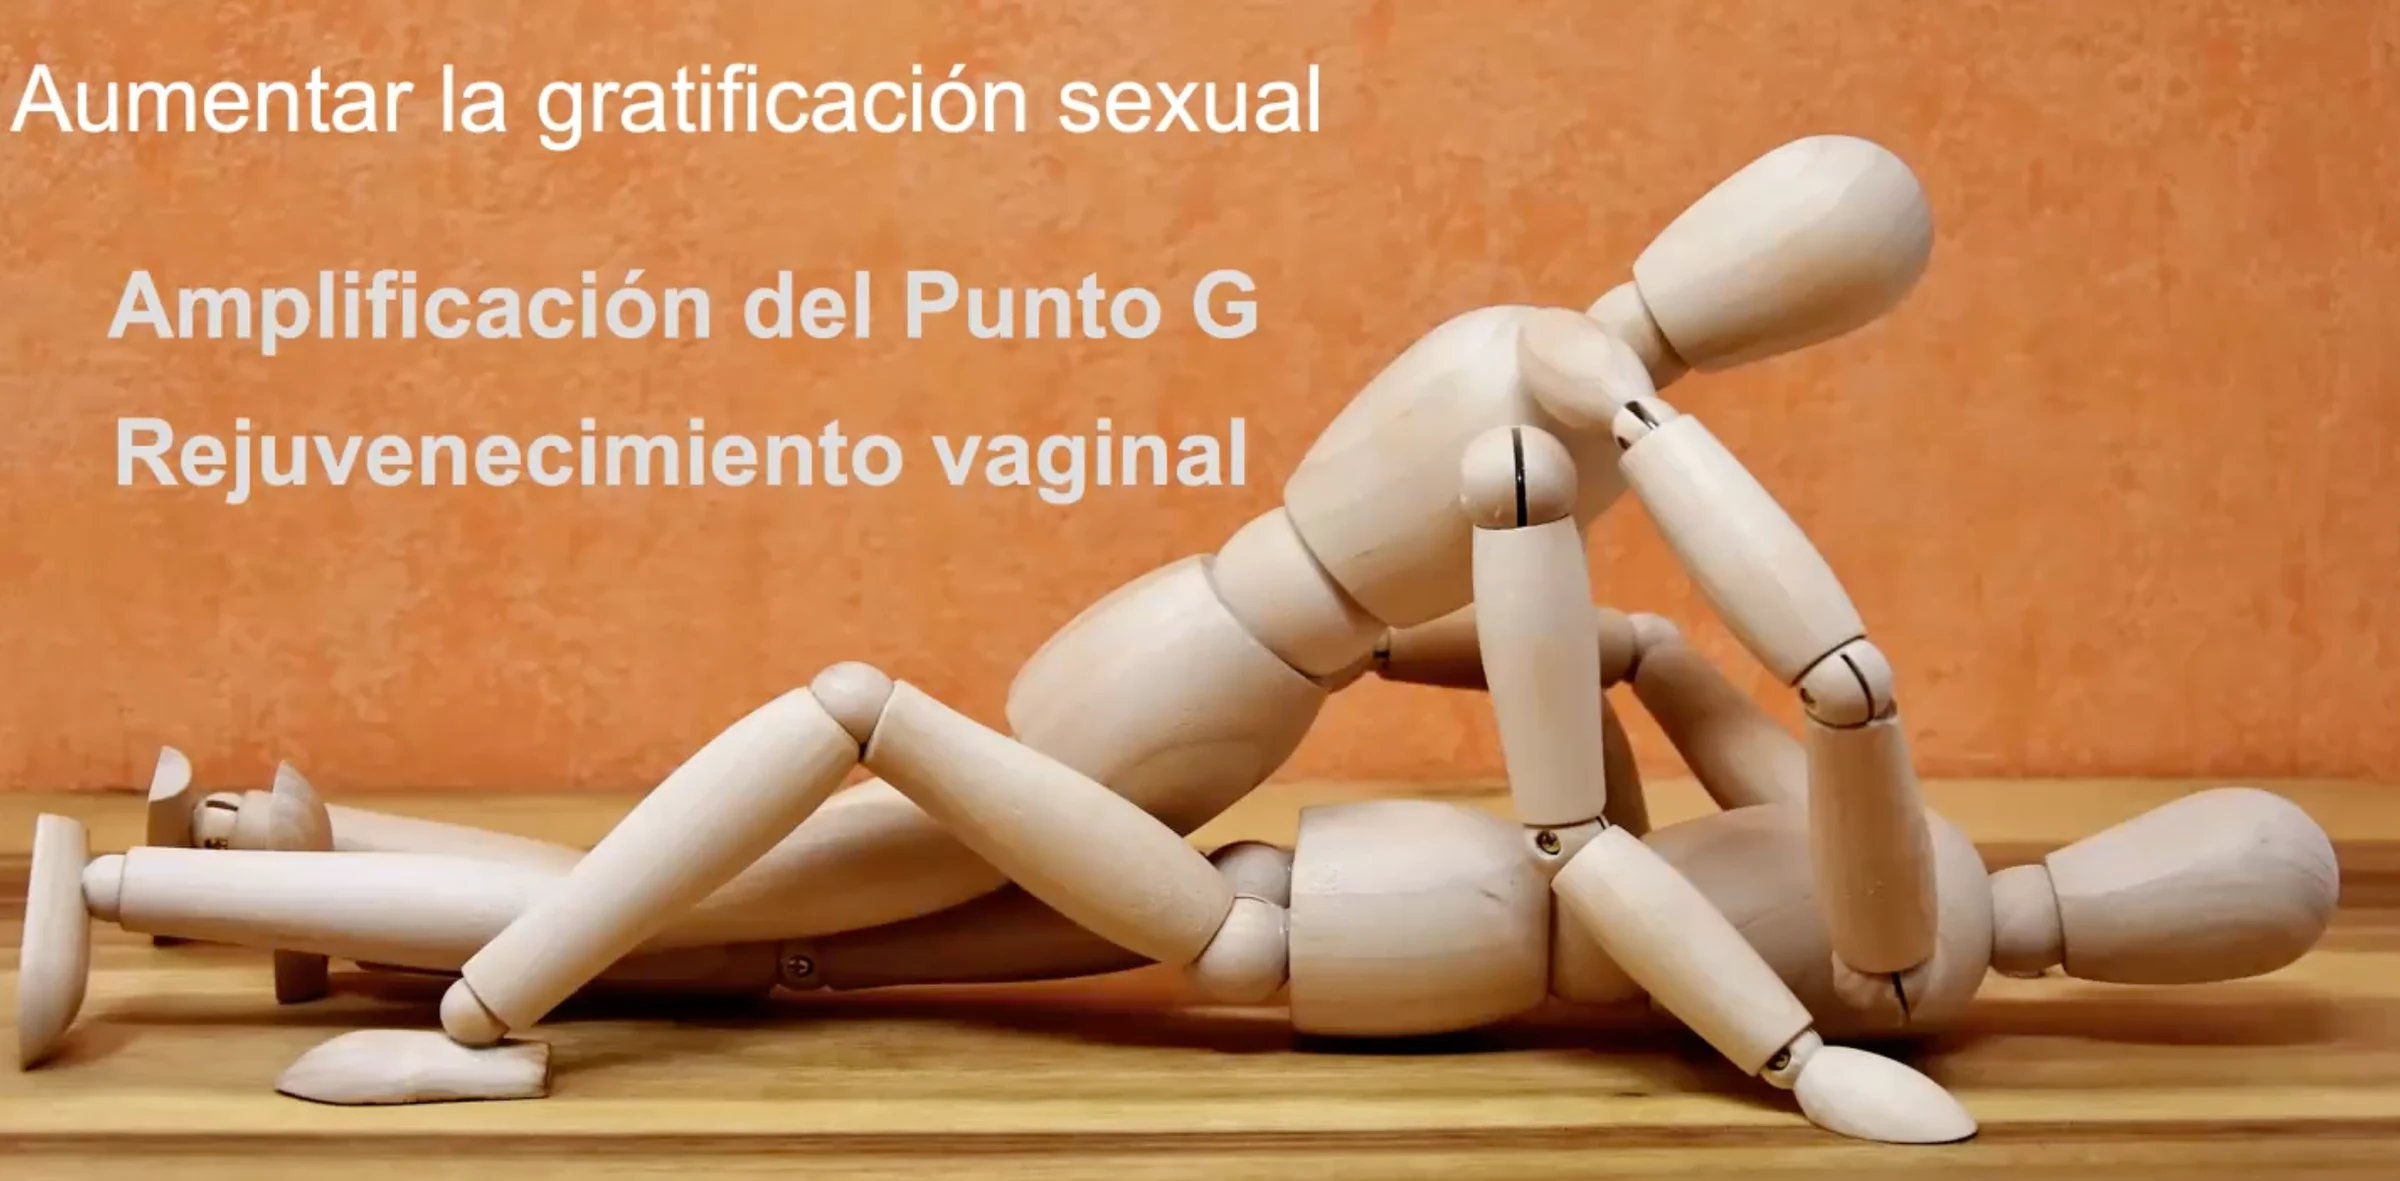 Aumentar la gratificación sexual
Amplificación del Punto G
Rejuvenecimiento vaginal